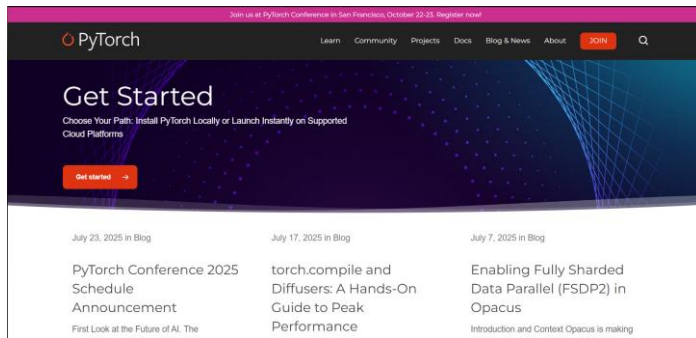 Join us at PyTorch Conference in San Francisco, October 22-23. Register now!
PyTorch
Learn Community Projects Docs Blog & News About JOIN
Get Started
Choose Your Path: Install PyTorch Locally or Launch Instantly on Supported
Cloud Platforms
Get started →
July 23, 2025 in Blog
PyTorch Conference 2025
Schedule
Announcement
First Look at the Future of AI. The
July 17, 2025 in Blog
torch.compile and
Diffusers: A Hands-On
Guide to Peak
Performance
July 7, 2025 in Blog
Enabling Fully Sharded
Data Parallel (FSDP2) in
Opacus
Introduction and Context Opacus is making